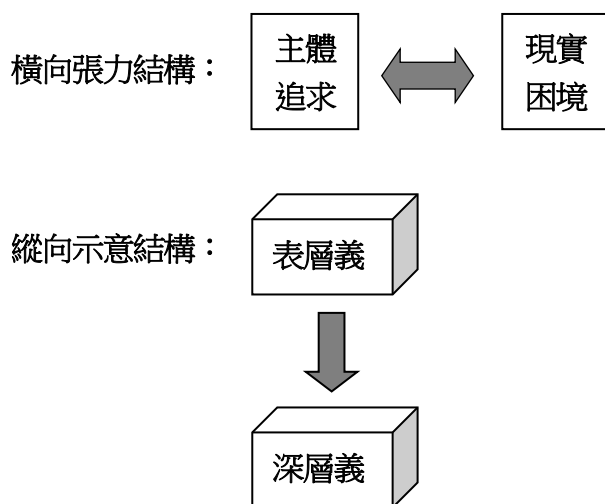 橫向張力結構：
主體
追求
現實
困境
縱向示意結構：
表層義
深層義